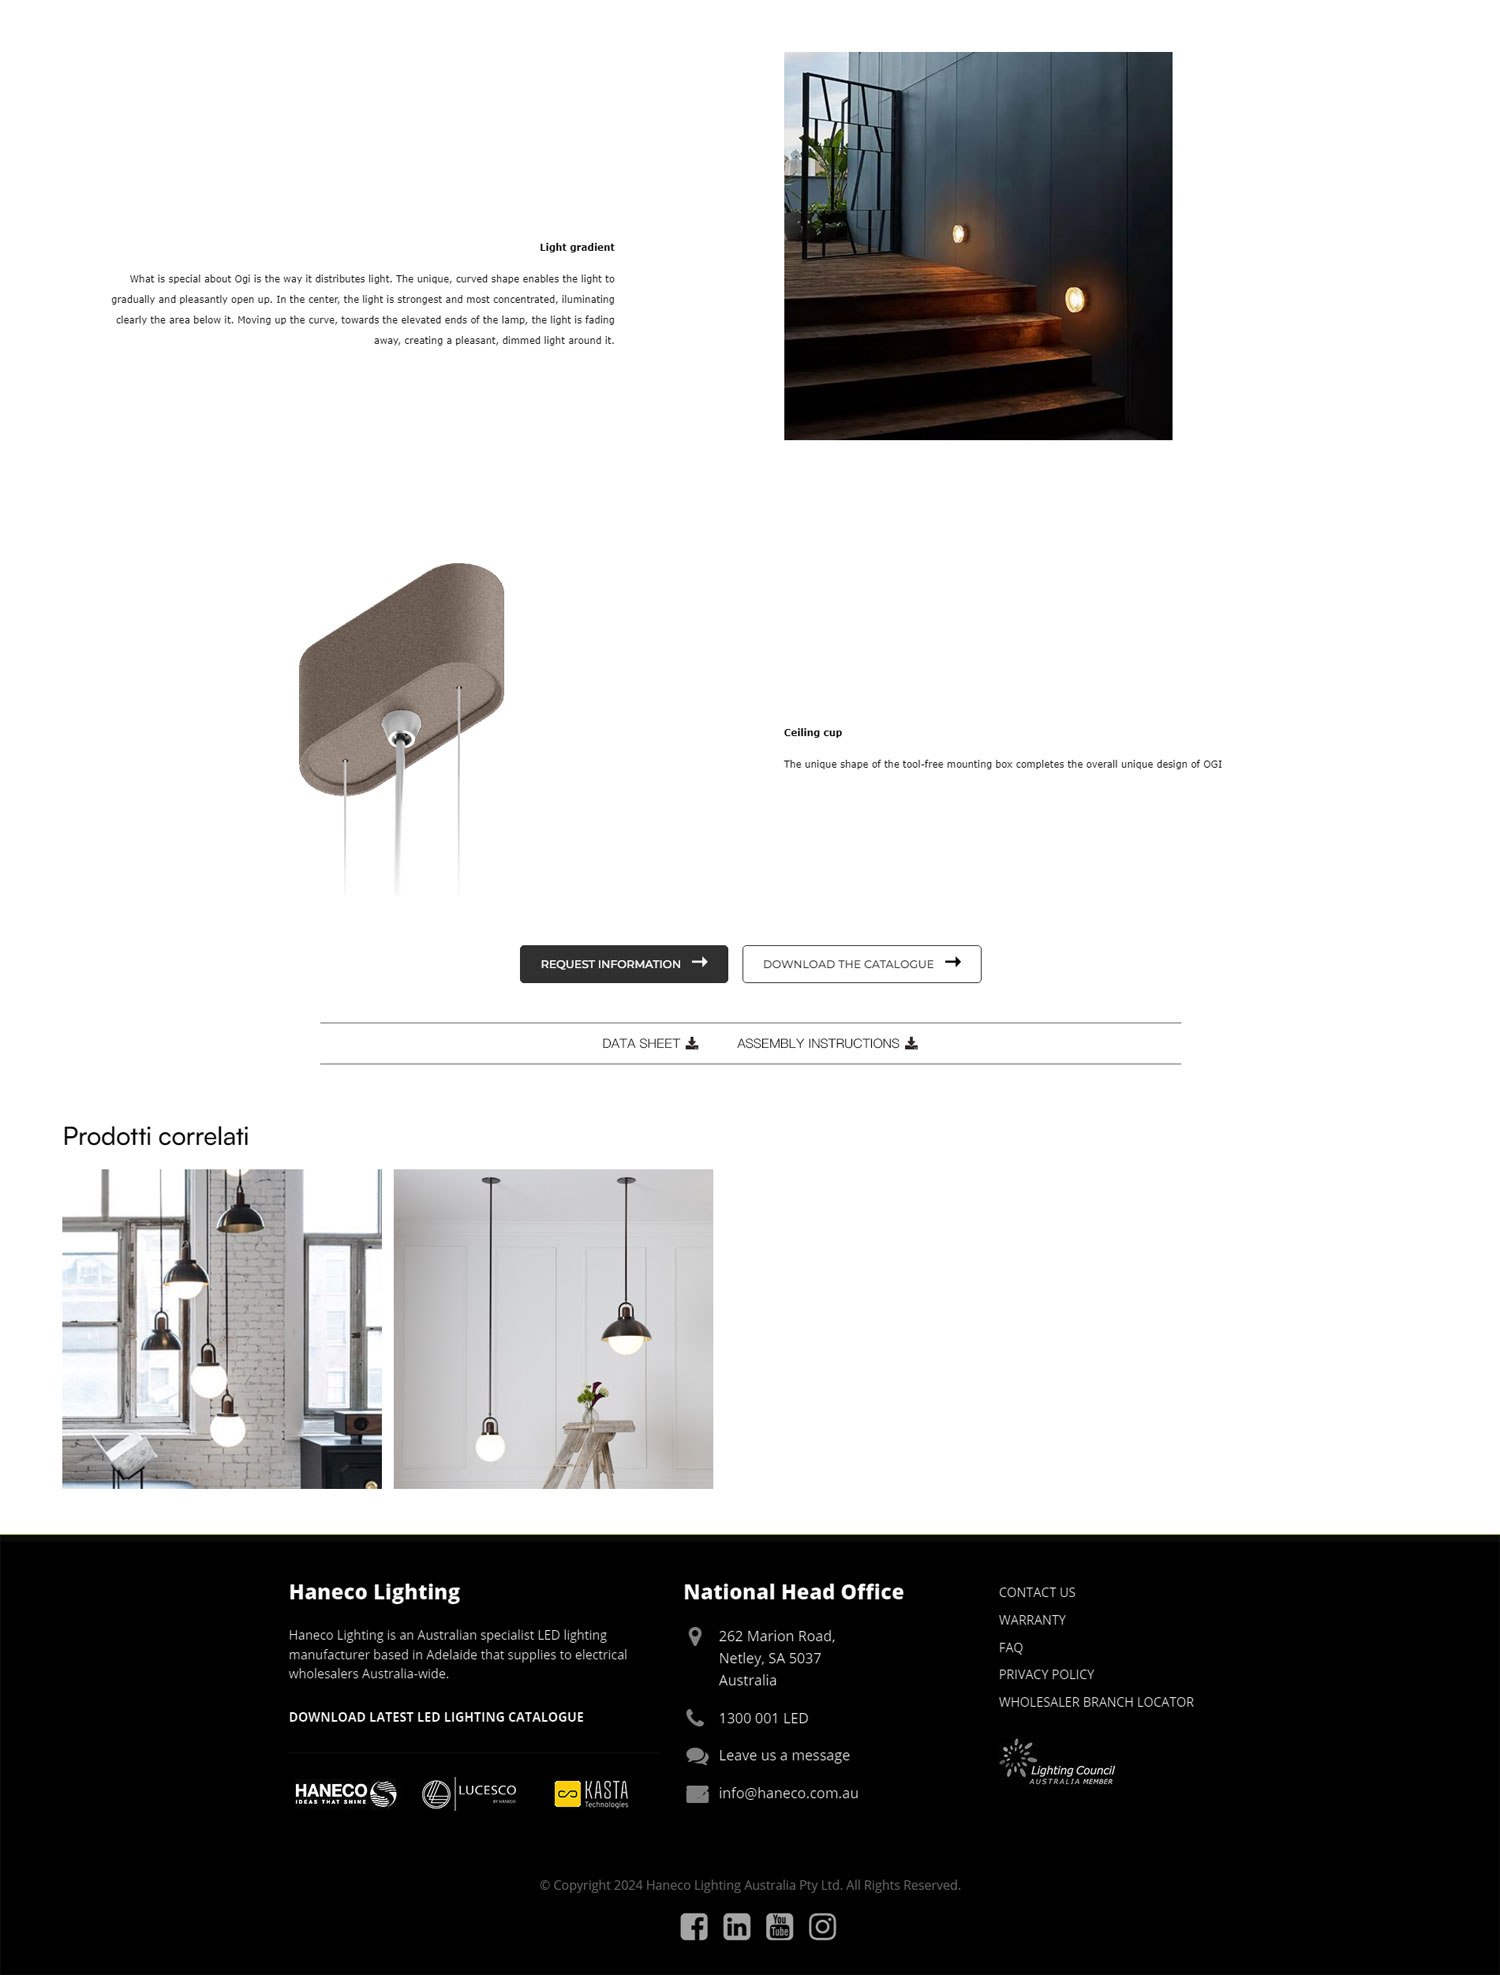 Light gradient
What is special about Ogi is the way it distributes light. The unique, curved shape enables the light to
gradually and pleasantly open up. In the center, the light is strongest and most concentrated, iluminating
clearly the area below it. Moving up the curve, towards the elevated ends of the lamp, the light is fading
away, creating a pleasant, dimmed light around it.
Ceiling cup
The unique shape of the tool-free mounting box completes the overall unique design of OGI
REQUEST INFORMATION
DOWNLOAD THE CATALOGUE
DATA SHEET
ASSEMBLY INSTRUCTIONS
Prodotti correlati
Haneco Lighting
Haneco Lighting is an Australian specialist LED lighting
manufacturer based in Adelaide that supplies to electrical
wholesalers Australia-wide.
DOWNLOAD LATEST LED LIGHTING CATALOGUE
HANECO
IDEAS THAT SHINE
LUCESCO
BY HANECO
KASTA
Technologies
National Head Office
262 Marion Road,
Netley, SA 5037
Australia
1300 001 LED
Leave us a message
info@haneco.com.au
CONTACT US
WARRANTY
FAQ
PRIVACY POLICY
WHOLESALER BRANCH LOCATOR
Lighting Council
AUSTRALIA MEMBER
© Copyright 2024 Haneco Lighting Australia Pty Ltd. All Rights Reserved.
You
Tube